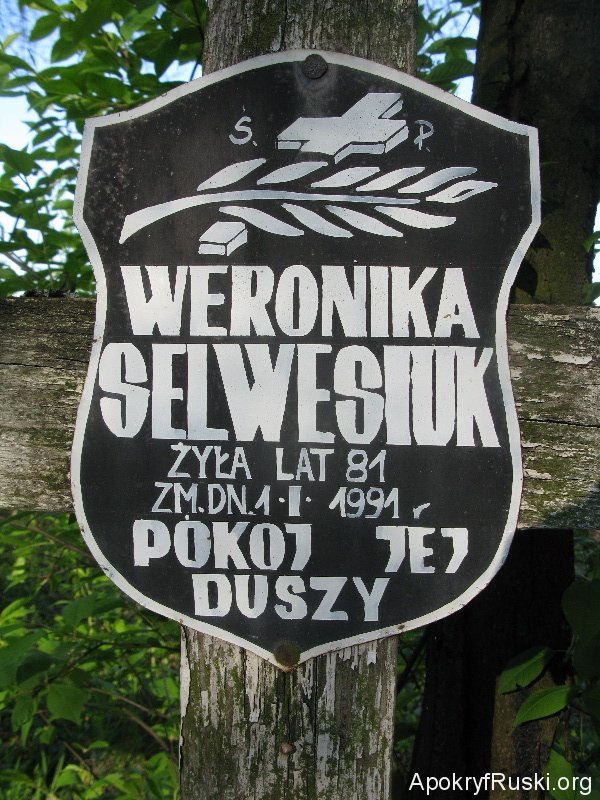 Ś. P.
WERONIKA
SELWESIUK
ŻYŁA LAT 81
ZM. DN. 1 · I · 1991 r
POKOJ JEJ
DUSZY
ApokryfRuski.org